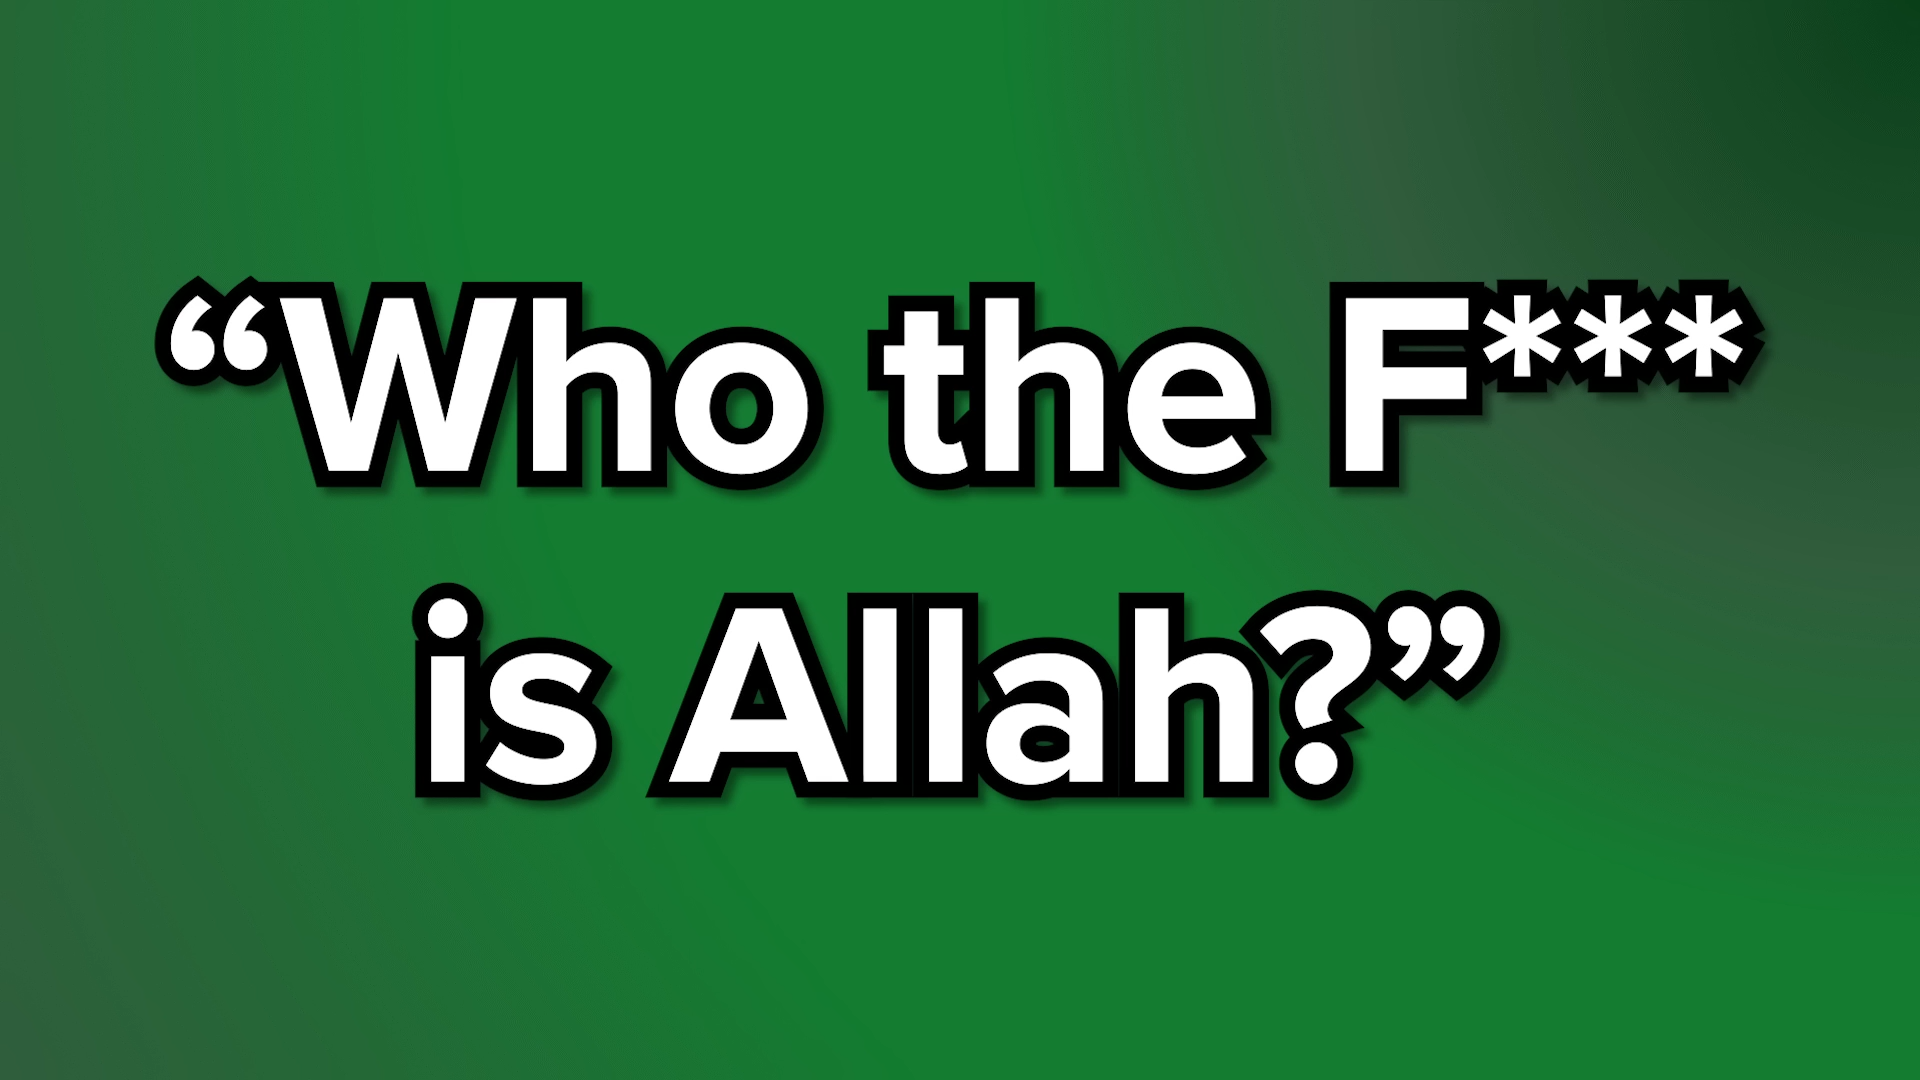 “Who the F***
is Allah?”